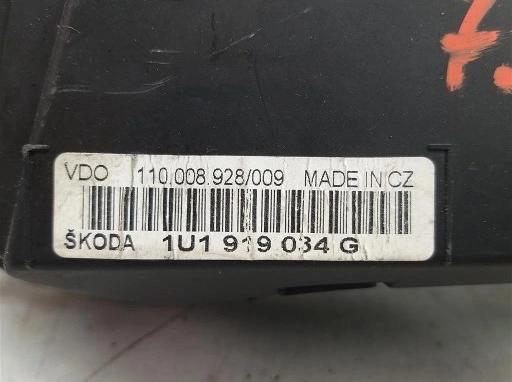 VDO 110.008.928/009 MADE IN CZ
ŠKODA 1U1 919 034 G